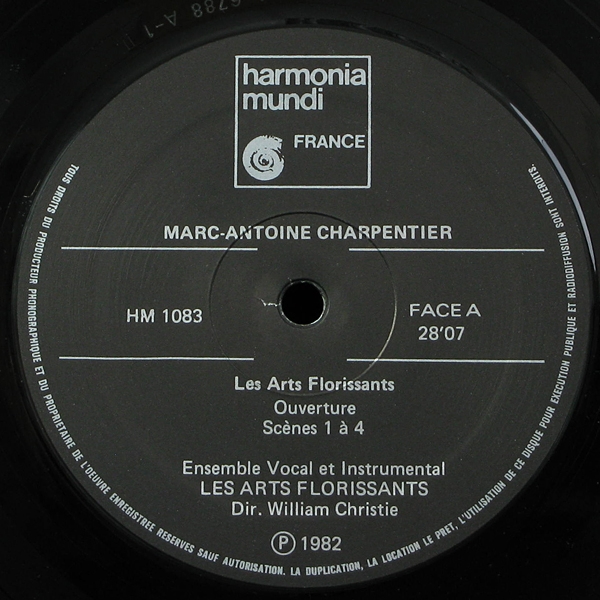 6788 A-1
harmonia
mundi
FRANCE
MARC-ANTOINE CHARPENTIER
HM 1083
FACE A
28'07
Les Arts Florissants
Ouverture
Scènes 1 à 4
Ensemble Vocal et Instrumental
LES ARTS FLORISSANTS
Dir. William Christie
Ⓟ 1982
TOUS DROITS DU PRODUCTEUR PHONOGRAPHIQUE ET DU PROPRIETAIRE DE L'OEUVRE ENREGISTREE RESERVES SAUF AUTORISATION. LA DUPLICATION, LA LOCATION LE PRET, L'UTILISATION DE CE DISQUE POUR EXECUTION PUBLIQUE ET RADIODIFFUSION SONT INTERDITS.